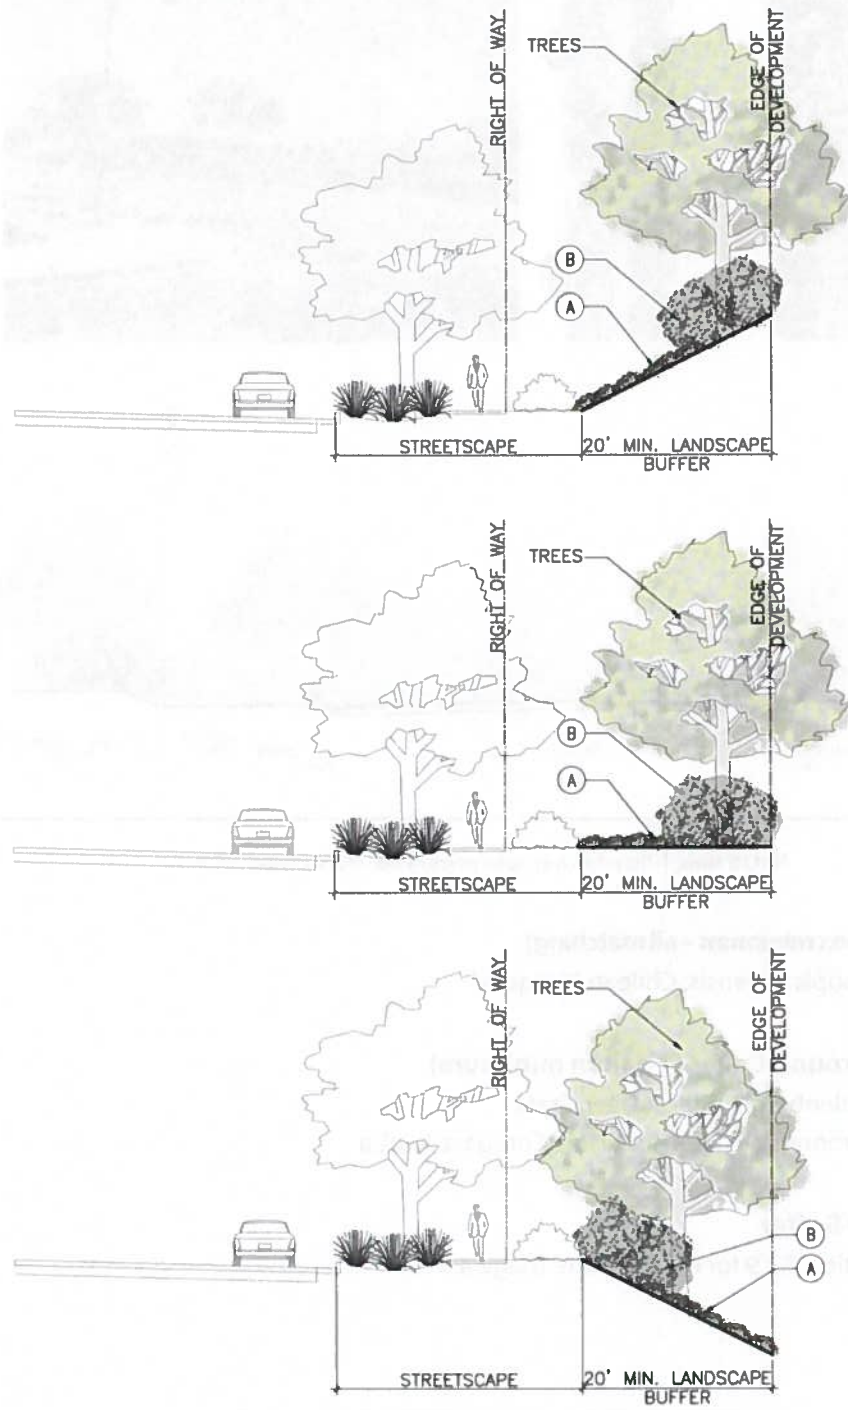 RIGHT OF WAY
TREES
EDGE OF
DEVELOPMENT
B
A
STREETSCAPE
20' MIN. LANDSCAPE
BUFFER
RIGHT OF WAY
TREES
EDGE OF
DEVELOPMENT
B
A
STREETSCAPE
20' MIN. LANDSCAPE
BUFFER
RIGHT OF WAY
TREES
EDGE OF
DEVELOPMENT
B
A
STREETSCAPE
20' MIN. LANDSCAPE
BUFFER